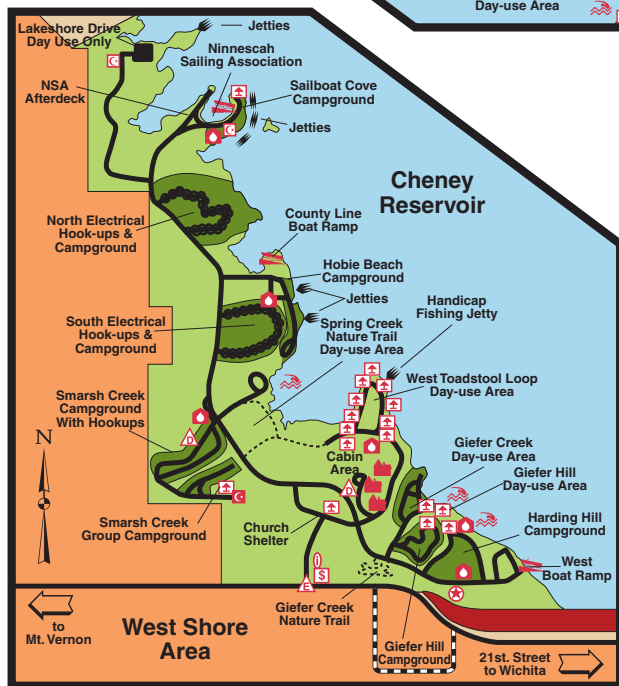 Day-use Area
Lakeshore Drive
Day Use Only
Jetties
Ninnescah
Sailing Association
NSA
Afterdeck
Sailboat Cove
Campground
Jetties
Cheney
Reservoir
North Electrical
Hook-ups &
Campground
County Line
Boat Ramp
Hobie Beach
Campground
Jetties
Handicap
Fishing Jetty
South Electrical
Hook-ups &
Campground
Spring Creek
Nature Trail
Day-use Area
West Toadstool Loop
Day-use Area
Smarsh Creek
Campground
With Hookups
D
N
Cabin
Area
D
Giefer Creek
Day-use Area
Giefer Hill
Day-use Area
Harding Hill
Campground
Smarsh Creek
Group Campground
Church
Shelter
West
Boat Ramp
i
$
E
Giefer Creek
Nature Trail
Giefer Hill
Campground
to
Mt. Vernon
West Shore
Area
21st. Street
to Wichita